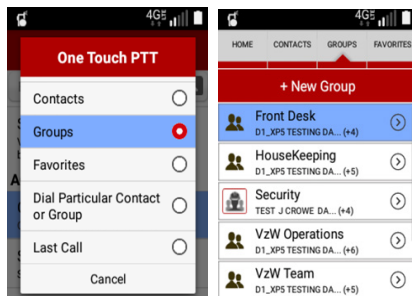 4G
One Touch PTT
Contacts
Groups
Favorites
Dial Particular Contact
or Group
Last Call
Cancel
4G
HOME CONTACTS GROUPS FAVORITES
+ New Group
Front Desk
D1_XP5 TESTING DA... (+4)
HouseKeeping
D1_XP5 TESTING DA... (+5)
Security
TEST J CROWE DA... (+4)
VzW Operations
D1_XP5 TESTING DA... (+6)
VzW Team
D1_XP5 TESTING DA... (+5)